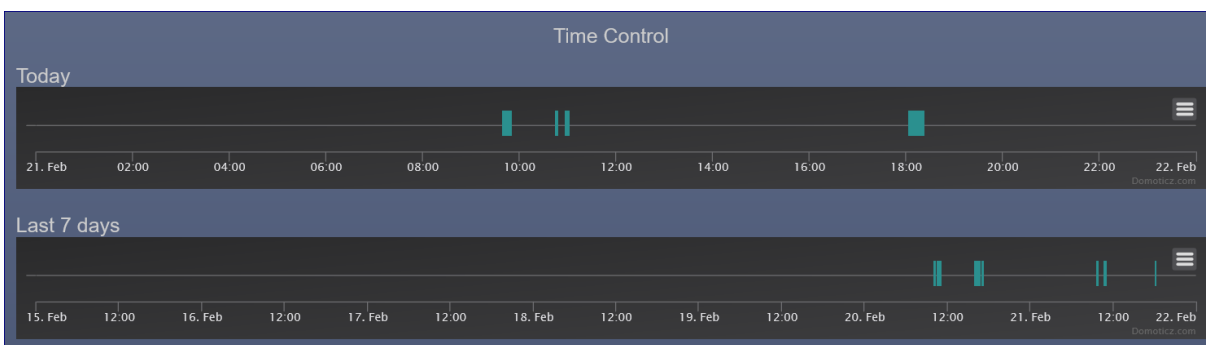 Time Control
Today
21. Feb 02:00 04:00 06:00 08:00 10:00 12:00 14:00 16:00 18:00 20:00 22:00 22. Feb
Domoticz.com
Last 7 days
15. Feb 12:00 16. Feb 12:00 17. Feb 12:00 18. Feb 12:00 19. Feb 12:00 20. Feb 12:00 21. Feb 12:00 22. Feb
Domoticz.com